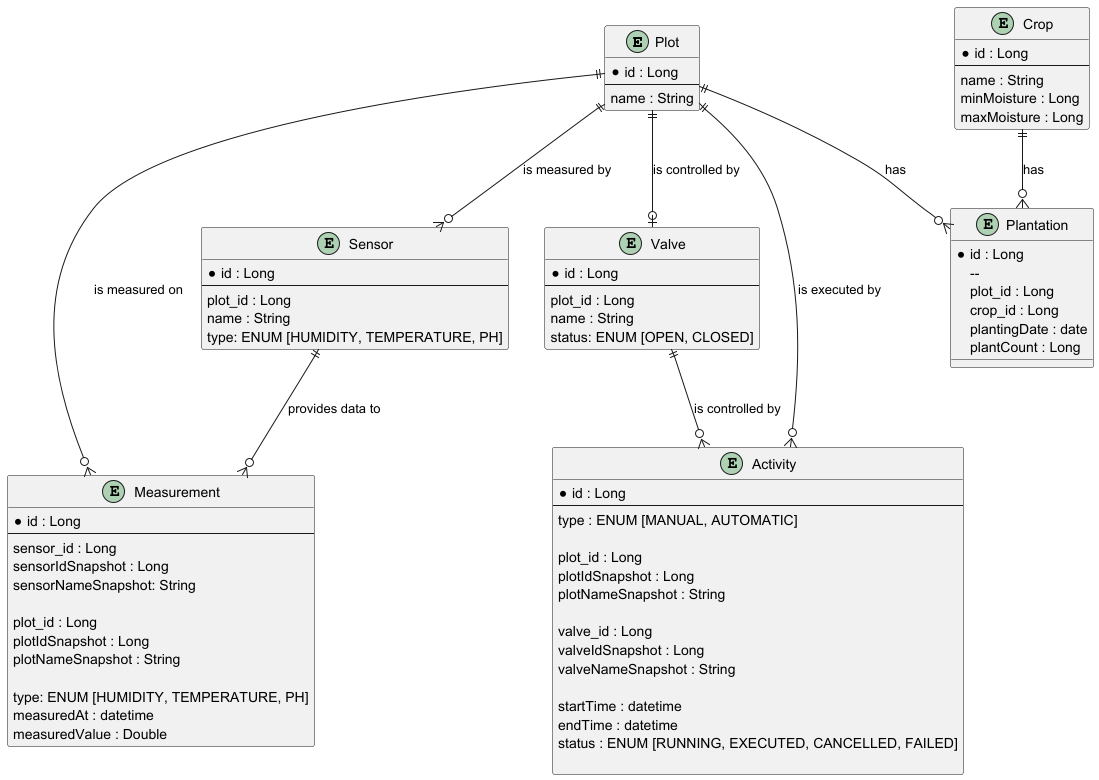 E Plot
* id : Long
name : String
E Crop
* id : Long
name : String
minMoisture : Long
maxMoisture : Long
is measured by
is controlled by
has
has
E Sensor
* id : Long
plot_id : Long
name : String
type: ENUM [HUMIDITY, TEMPERATURE, PH]
E Valve
* id : Long
plot_id : Long
name : String
status: ENUM [OPEN, CLOSED]
E Plantation
* id : Long
--
plot_id : Long
crop_id : Long
plantingDate : date
plantCount : Long
is measured on
is executed by
provides data to
is controlled by
E Measurement
* id : Long
sensor_id : Long
sensorIdSnapshot : Long
sensorNameSnapshot: String
plot_id : Long
plotIdSnapshot : Long
plotNameSnapshot : String
type: ENUM [HUMIDITY, TEMPERATURE, PH]
measuredAt : datetime
measuredValue : Double
E Activity
* id : Long
type : ENUM [MANUAL, AUTOMATIC]
plot_id : Long
plotIdSnapshot : Long
plotNameSnapshot : String
valve_id : Long
valveIdSnapshot : Long
valveNameSnapshot : String
startTime : datetime
endTime : datetime
status : ENUM [RUNNING, EXECUTED, CANCELLED, FAILED]